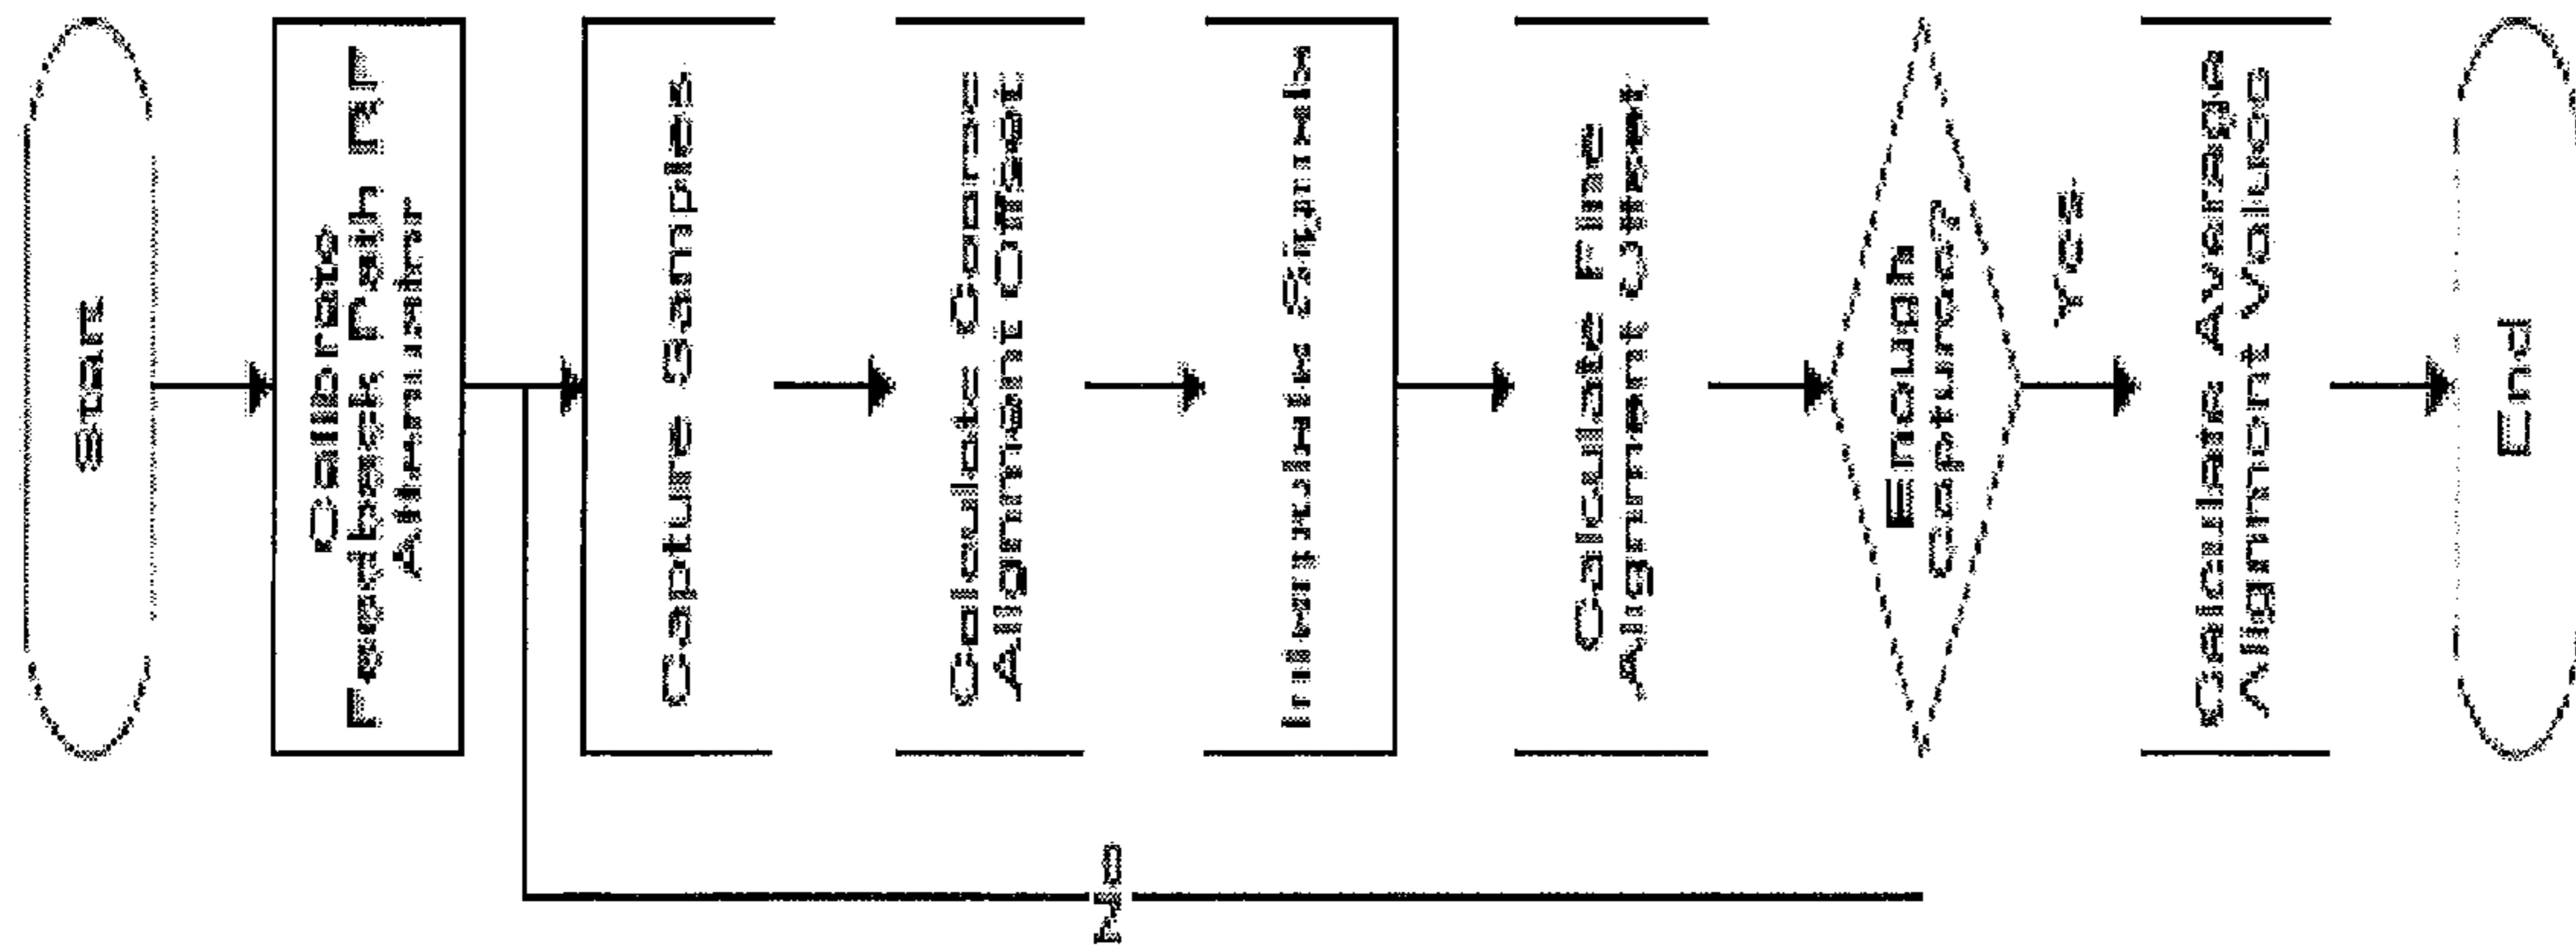 Start
Calibrate
Feedback Path RF
Attenuator
Capture Samples
Calculate Coarse
Alignment Offset
Interpolate Signals
Calculate Fine
Alignment Offset
Enough
Captures?
Yes
No
Calculate Average
Alignment Values
End